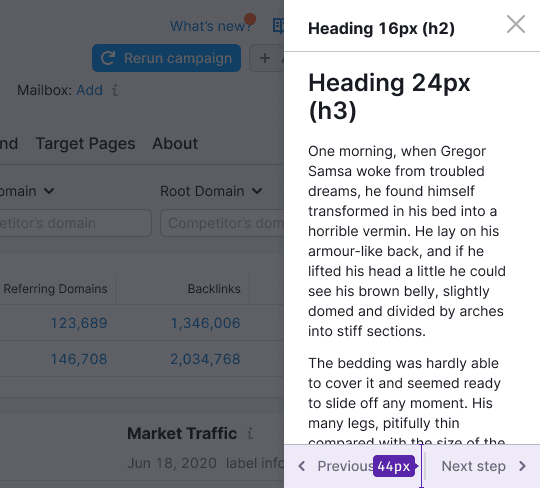 What's new?
Rerun campaign
Mailbox: Add
Target Pages About
Root Domain
Competitor's domain
Referring Domains Backlinks
123,689 1,346,006
146,708 2,034,768
Market Traffic
Jun 18, 2020 label info
Heading 16px (h2)
Heading 24px
(h3)
One morning, when Gregor
Samsa woke from troubled
dreams, he found himself
transformed in his bed into a
horrible vermin. He lay on his
armour-like back, and if he
lifted his head a little he could
see his brown belly, slightly
domed and divided by arches
into stiff sections.
The bedding was hardly able
to cover it and seemed ready
to slide off any moment. His
many legs, pitifully thin
compared with the size of the
Previous 44px Next step